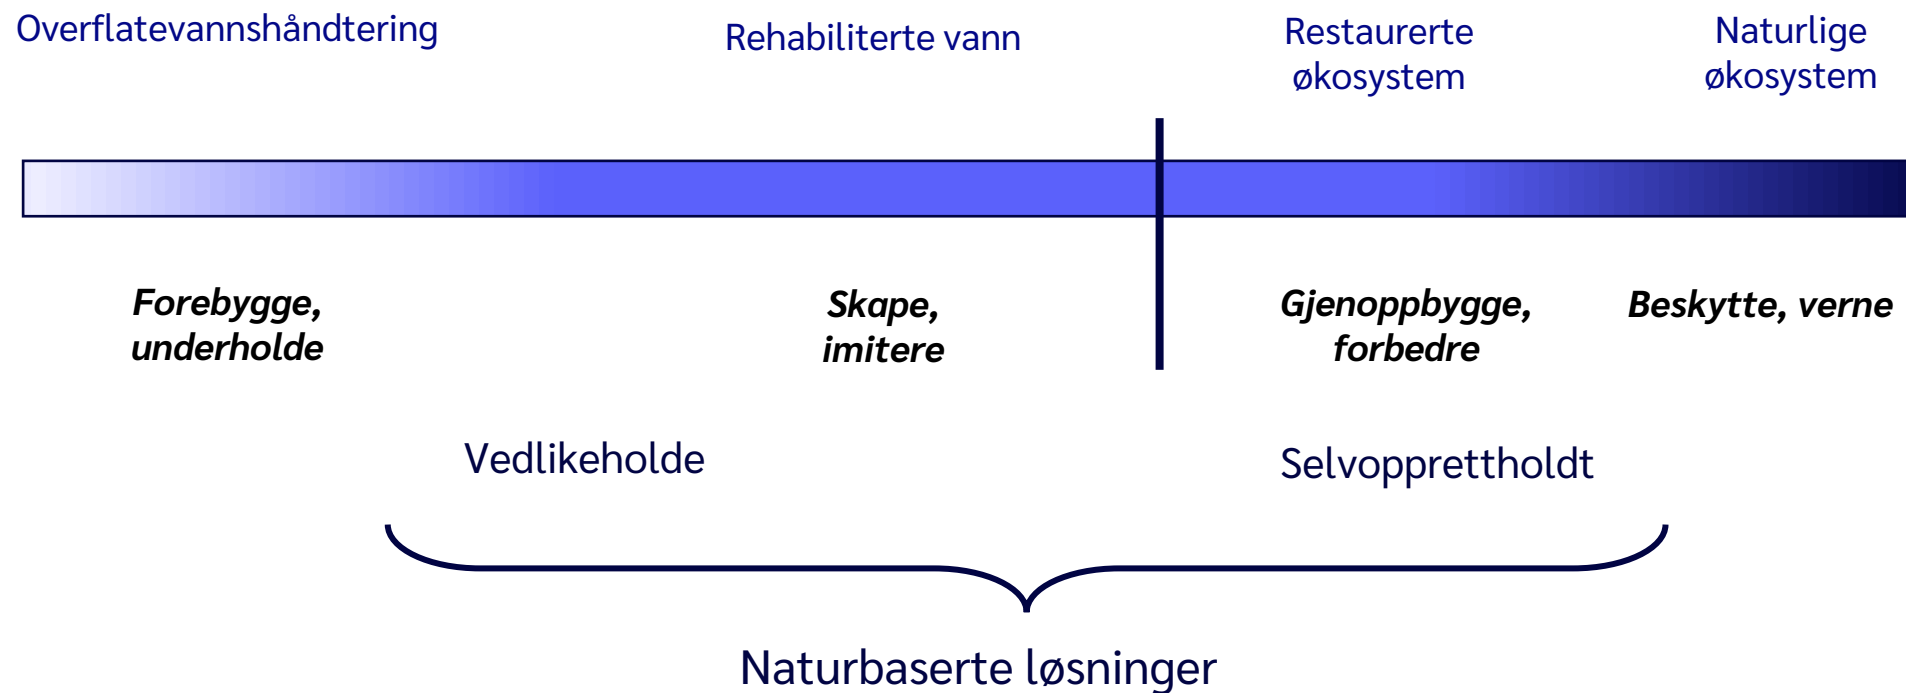 Overflatevannshåndtering
Rehabiliterte vann
Restaurerte
økosystem
Naturlige
økosystem
Forebygge,
underholde
Skape,
imitere
Gjenoppbygge,
forbedre
Beskytte, verne
Vedlikeholde
Selvopprettholdt
Naturbaserte løsninger